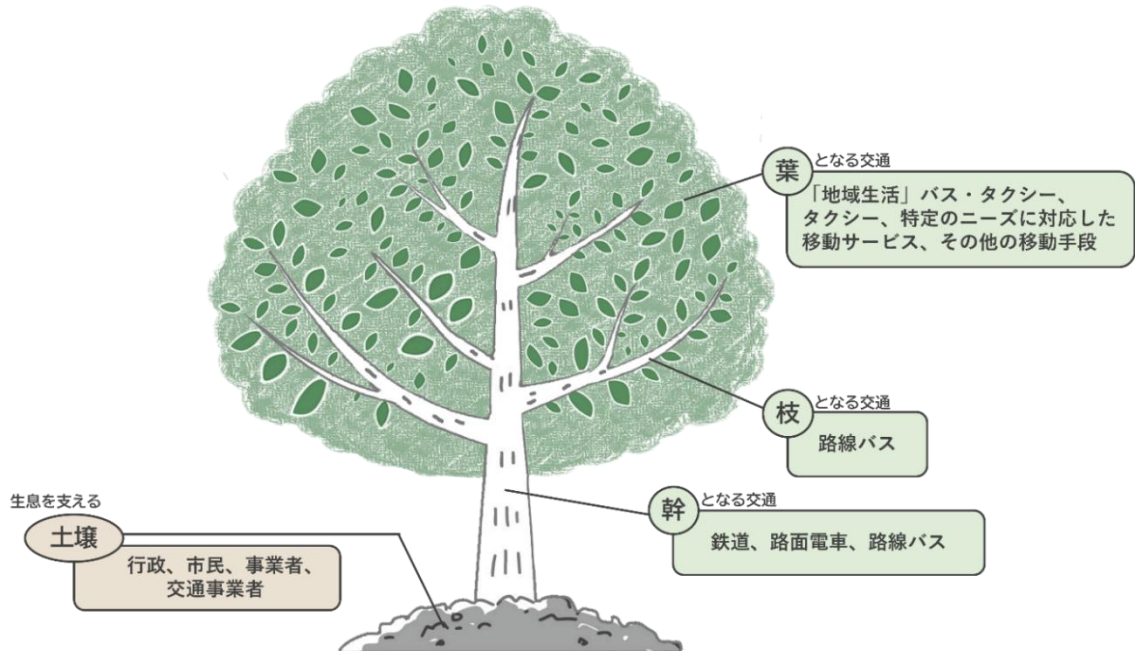 葉
となる交通
「地域生活」バス・タクシー、
タクシー、特定のニーズに対応した
移動サービス、その他の移動手段
枝
となる交通
路線バス
幹
となる交通
鉄道、路面電車、路線バス
生息を支える
土壌
行政、市民、事業者、
交通事業者